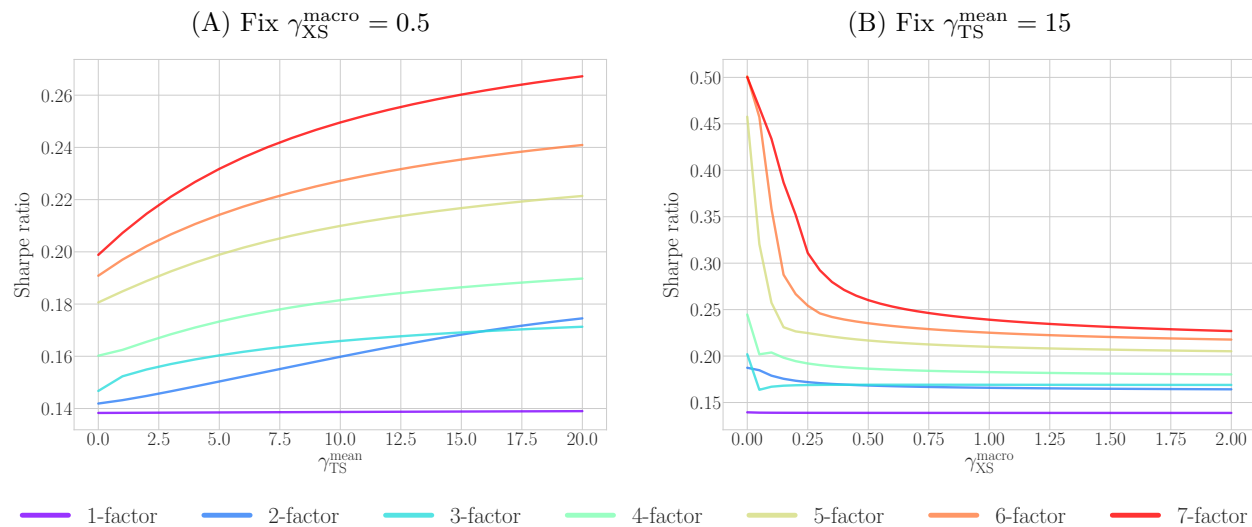 (A) Fix γ_XS^macro = 0.5
Sharpe ratio
0.26
0.24
0.22
0.20
0.18
0.16
0.14
0.0 2.5 5.0 7.5 10.0 12.5 15.0 17.5 20.0
γ_TS^mean
(B) Fix γ_TS^mean = 15
Sharpe ratio
0.50
0.45
0.40
0.35
0.30
0.25
0.20
0.15
0.00 0.25 0.50 0.75 1.00 1.25 1.50 1.75 2.00
γ_XS^macro
1-factor 2-factor 3-factor 4-factor 5-factor 6-factor 7-factor